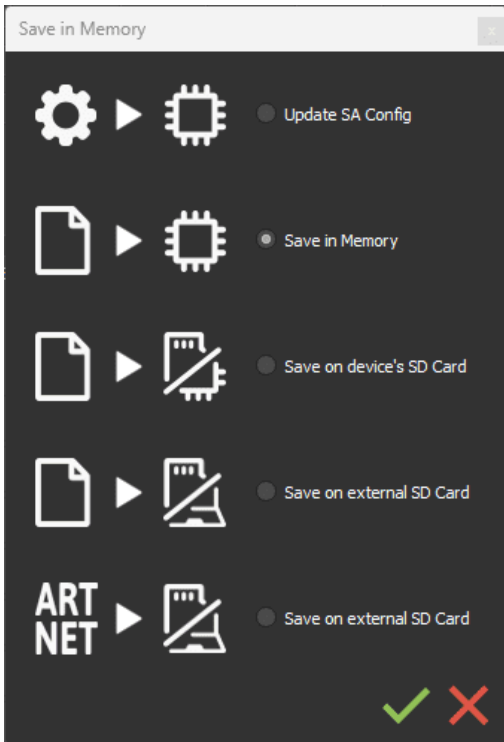 Save in Memory
x
Update SA Config
Save in Memory
Save on device's SD Card
Save on external SD Card
ART
NET
Save on external SD Card